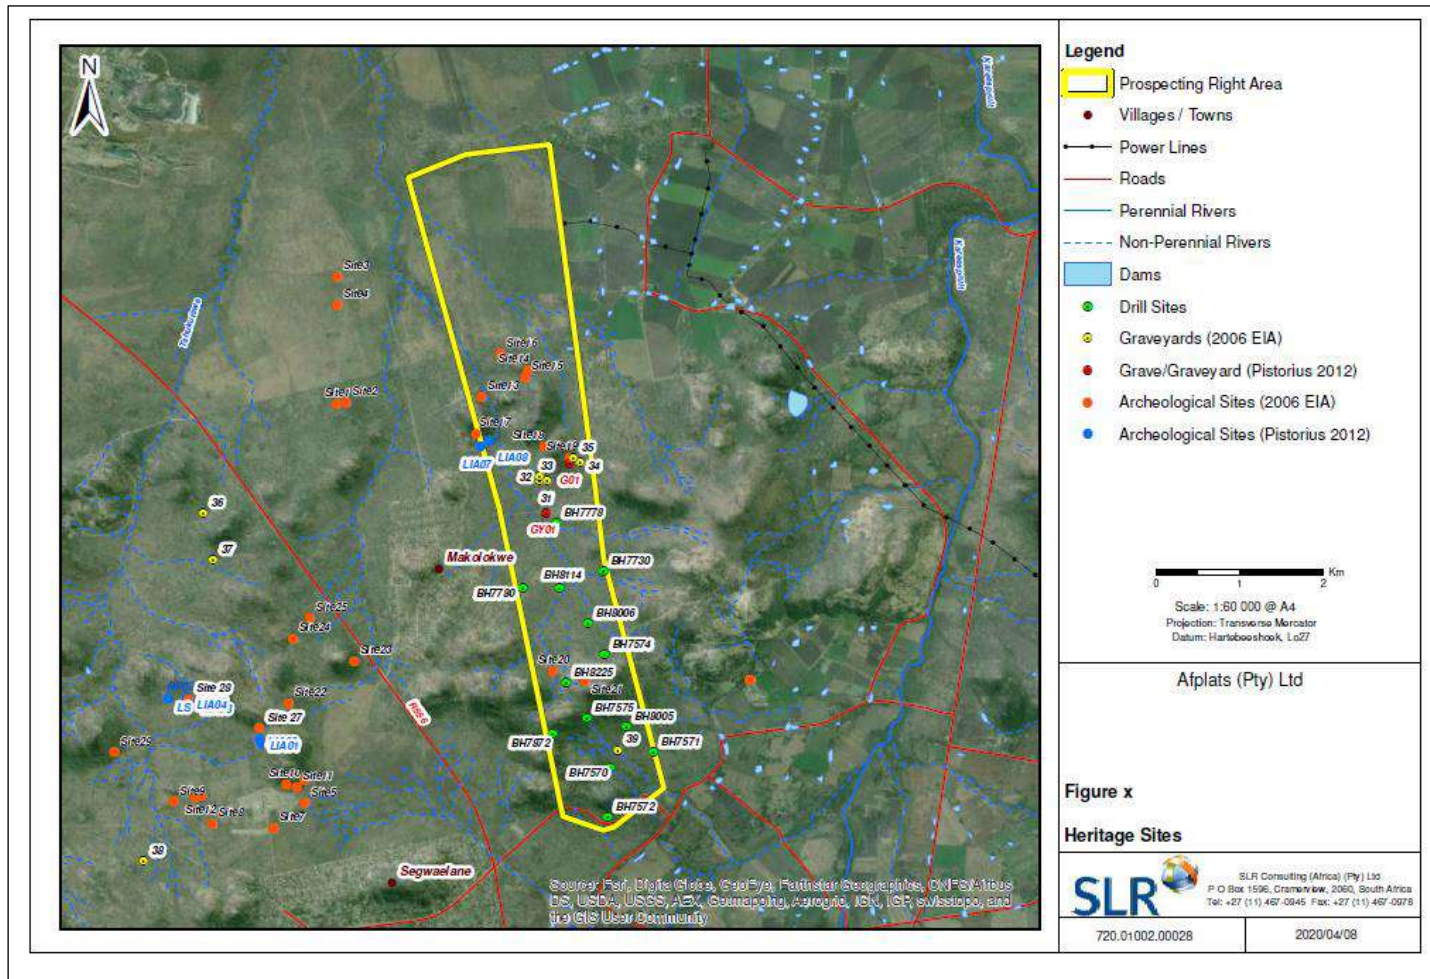 N
Kareespruit
Kareespruit
Site3
Tshukutswe
Site4
Site16
Site14
Site15
Site13
Site1
Site2
Site17
Site18
Site19
35
LIA07
LIA08
33
34
32
G01
36
31
BH7778
GY01
37
Makolokwe
BH7730
BH8114
BH7780
Site25
BH8006
Site24
BH7574
Site23
Site20
BH8225
Site 28
Site21
LS
LIA04
Site22
BH7575
BH8005
Site 27
R556
LIA01
BH7872
39
BH7571
Site29
BH7570
Site10
Site11
Site9
Site5
Site12
Site8
Site7
BH7572
38
Segwaelane
Source: Esri, Digital Globe, GeoEye, Earthstar Geographics, CNES/Airbus
DS, USDA, USGS, AEX, Getmapping, Aerogrid, IGN, IGP, swisstopo, and
the GIS User Community
Legend
Prospecting Right Area
Villages / Towns
Power Lines
Roads
Perennial Rivers
Non-Perennial Rivers
Dams
Drill Sites
Graveyards (2006 EIA)
Grave/Graveyard (Pistorius 2012)
Archeological Sites (2006 EIA)
Archeological Sites (Pistorius 2012)
Km
0 1 2
Scale: 1:60 000 @ A4
Projection: Transverse Mercator
Datum: Hartebeeshoek, Lo27
Afplats (Pty) Ltd
Figure x
Heritage Sites
SLR
SLR Consulting (Africa) (Pty) Ltd
P O Box 1596, Cramerview, 2060, South Africa
Tel: +27 (11) 467-0945 Fax: +27 (11) 467-0978
720.01002.00028
2020/04/08